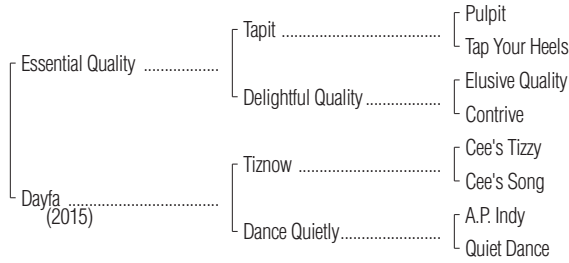 Pulpit
Tapit ........................................
Tap Your Heels
Essential Quality ..................
Elusive Quality
Delightful Quality ...................
Contrive
Cee's Tizzy
Tiznow ....................................
Cee's Song
Dayfa .....................................
(2015)
A.P. Indy
Dance Quietly.........................
Quiet Dance